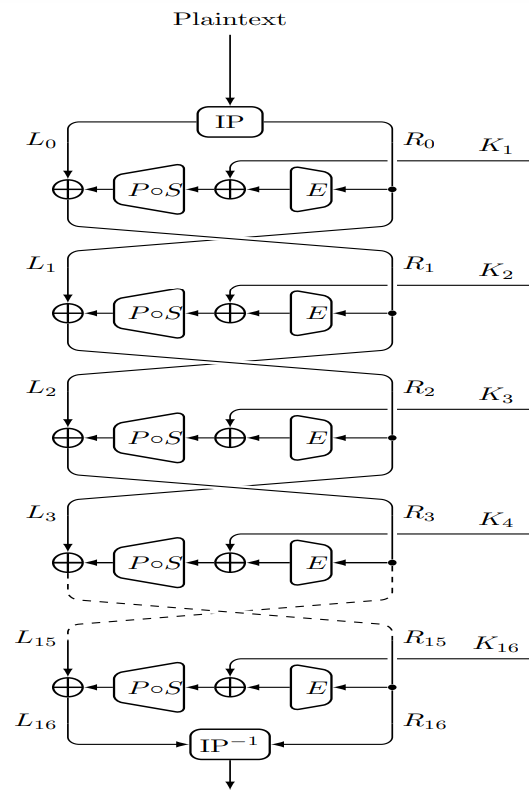 Plaintext
IP
L₀ R₀ K₁
P∘S E
L₁ R₁ K₂
P∘S E
L₂ R₂ K₃
P∘S E
L₃ R₃ K₄
P∘S E
L₁₅ R₁₅ K₁₆
P∘S E
L₁₆ R₁₆
IP⁻¹